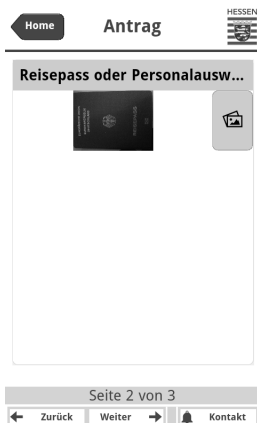 HESSEN
Home
Antrag
Reisepass oder Personalausw...
Seite 2 von 3
Zurück
Weiter
Kontakt